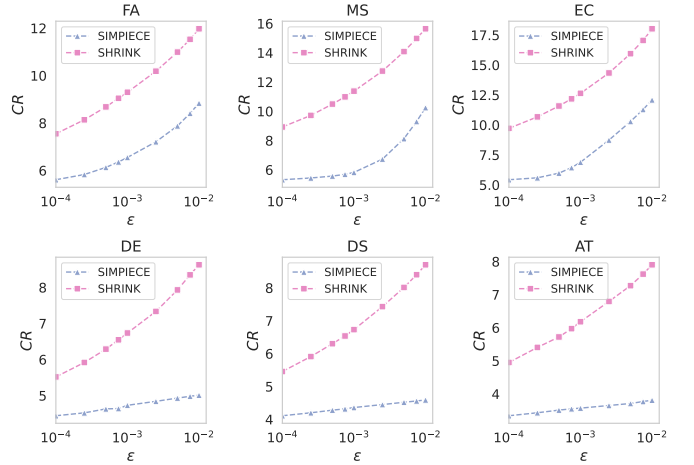 FA
12
10
8
6
CR
SIMPIECE
SHRINK
10⁻⁴
10⁻³
10⁻²
ε
MS
16
14
12
10
8
6
CR
SIMPIECE
SHRINK
10⁻⁴
10⁻³
10⁻²
ε
EC
17.5
15.0
12.5
10.0
7.5
5.0
CR
SIMPIECE
SHRINK
10⁻⁴
10⁻³
10⁻²
ε
DE
8
7
6
5
CR
SIMPIECE
SHRINK
10⁻⁴
10⁻³
10⁻²
ε
DS
8
7
6
5
4
CR
SIMPIECE
SHRINK
10⁻⁴
10⁻³
10⁻²
ε
AT
8
7
6
5
4
CR
SIMPIECE
SHRINK
10⁻⁴
10⁻³
10⁻²
ε